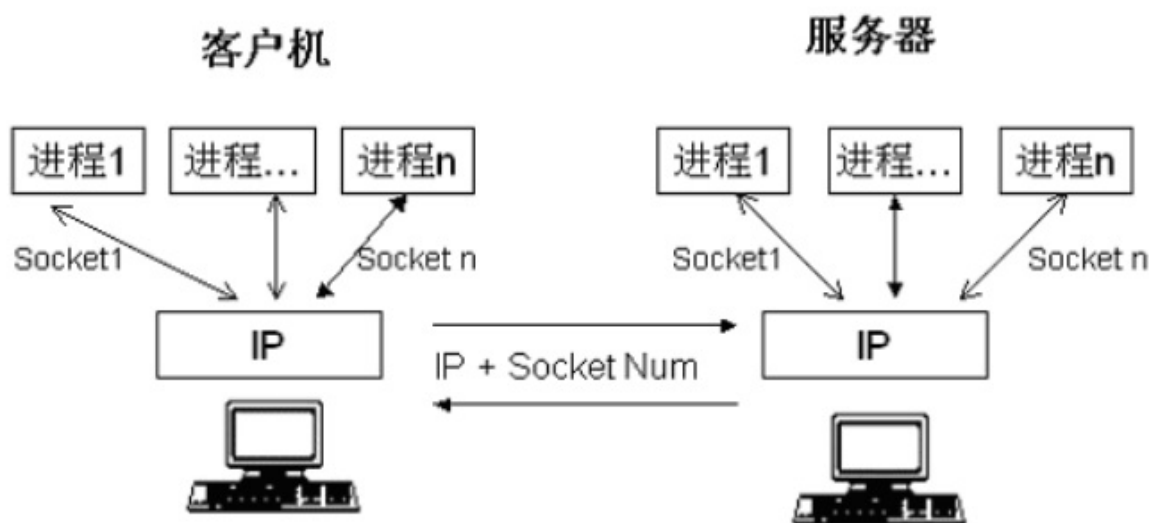 客户机
服务器
进程1
进程...
进程n
进程1
进程...
进程n
Socket1
Socket n
Socket1
Socket n
IP
IP
IP + Socket Num